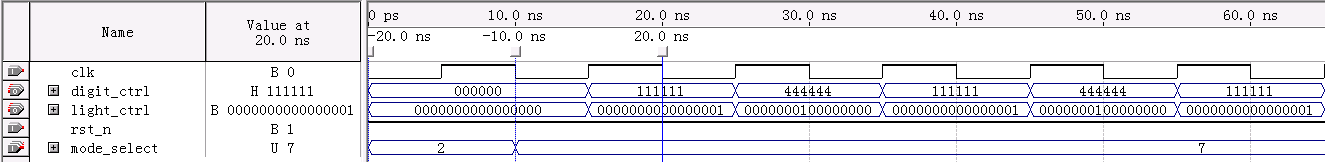 Name Value at 20.0 ns 0 ps 10.0 ns 20.0 ns 30.0 ns 40.0 ns 50.0 ns 60.0 ns
-20.0 ns -10.0 ns 20.0 ns
clk B 0
digit_ctrl H 111111 000000 111111 444444 111111 444444 111111
light_ctrl B 0000000000000001 0000000000000000 0000000000000001 0000000100000000 0000000000000001 0000000100000000 0000000000000001
rst_n B 1
mode_select U 7 2 7